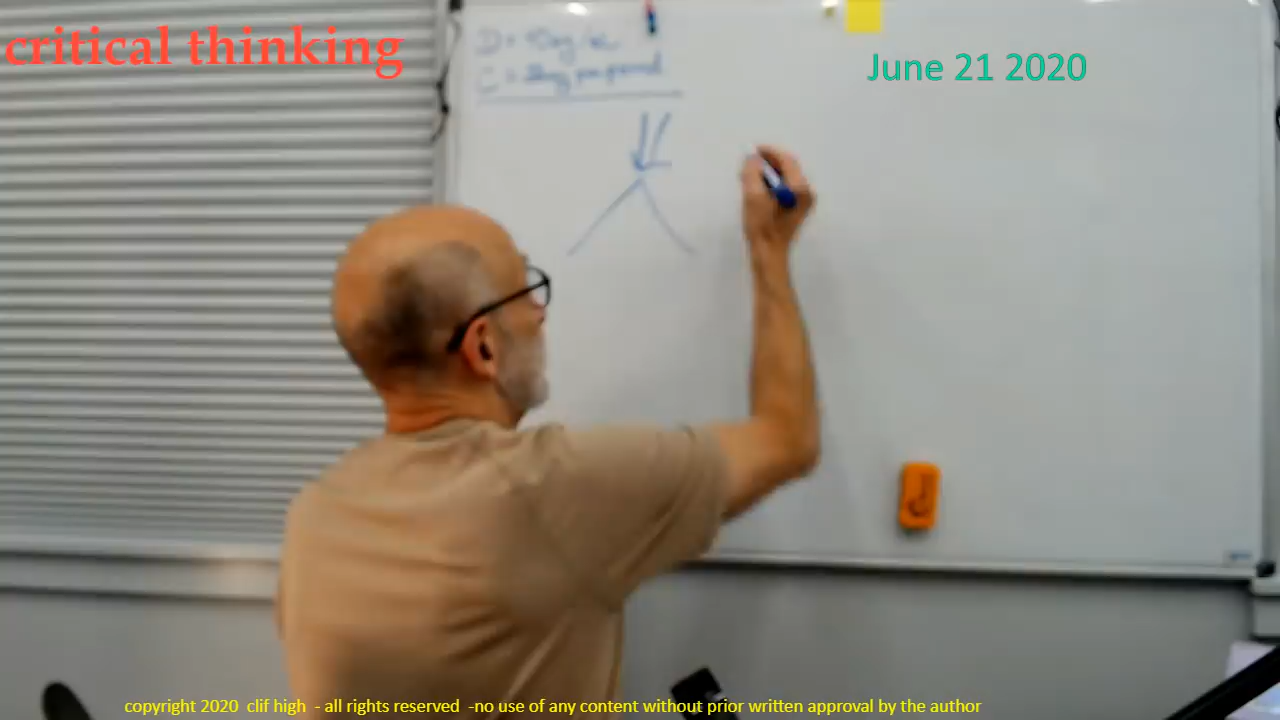 critical thinking
June 21 2020
D =
C =
copyright 2020 clif high - all rights reserved -no use of any content without prior written approval by the author